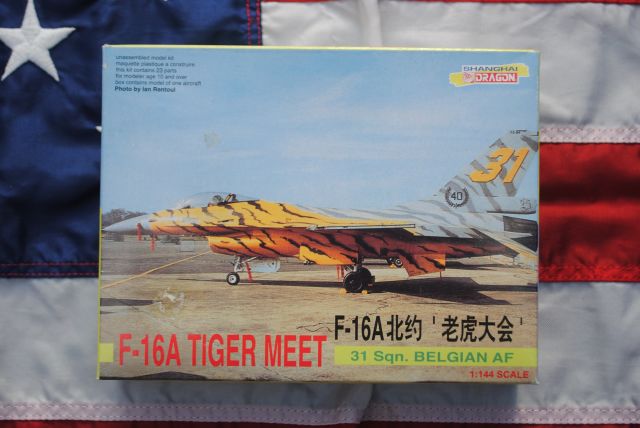 unassembled model kit
maquette plastique a construire
this kit contains 23 parts
for modeler age 10 and over
box contains model of one aircraft
Photo by Ian Rentoul
SHANGHAI
DRAGON
31
40
F-16A TIGER MEET
F-16A北约「老虎大会」
31 Sqn. BELGIAN AF
1:144 SCALE